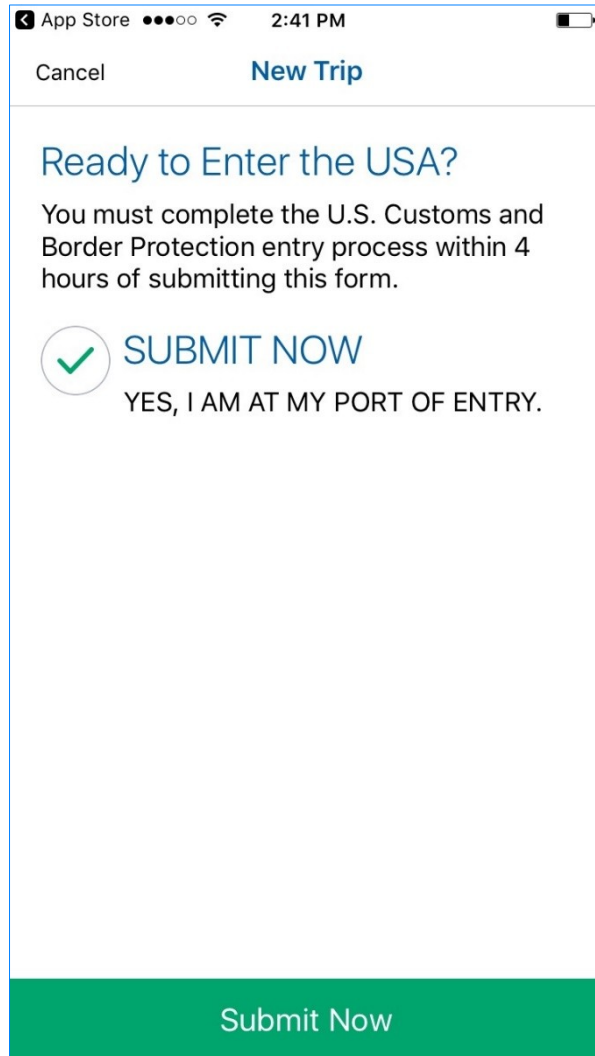 App Store 2:41 PM
Cancel New Trip
Ready to Enter the USA?
You must complete the U.S. Customs and
Border Protection entry process within 4
hours of submitting this form.
SUBMIT NOW
YES, I AM AT MY PORT OF ENTRY.
Submit Now